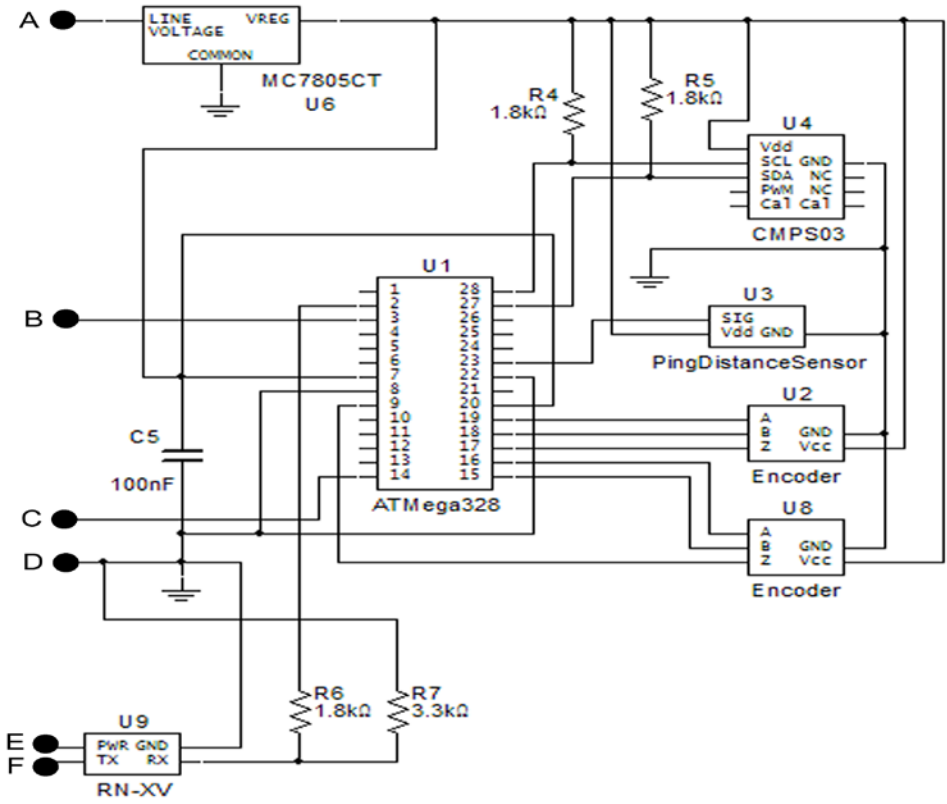 A
LINE VREG
VOLTAGE
COMMON
MC7805CT
U6
R4
1.8kΩ
R5
1.8kΩ
U4
Vdd
SCL GND
SDA NC
PWM NC
Cal Cal
CMPS03
U1
1 28
2 27
3 26
4 25
5 24
6 23
7 22
8 21
9 20
10 19
11 18
12 17
13 16
14 15
ATMega328
B
U3
SIG
Vdd GND
PingDistanceSensor
U2
A
B GND
Z Vcc
Encoder
C5
100nF
C
U8
A
B GND
Z Vcc
Encoder
D
R6
1.8kΩ
R7
3.3kΩ
U9
E
PWR GND
F
TX RX
RN-XV